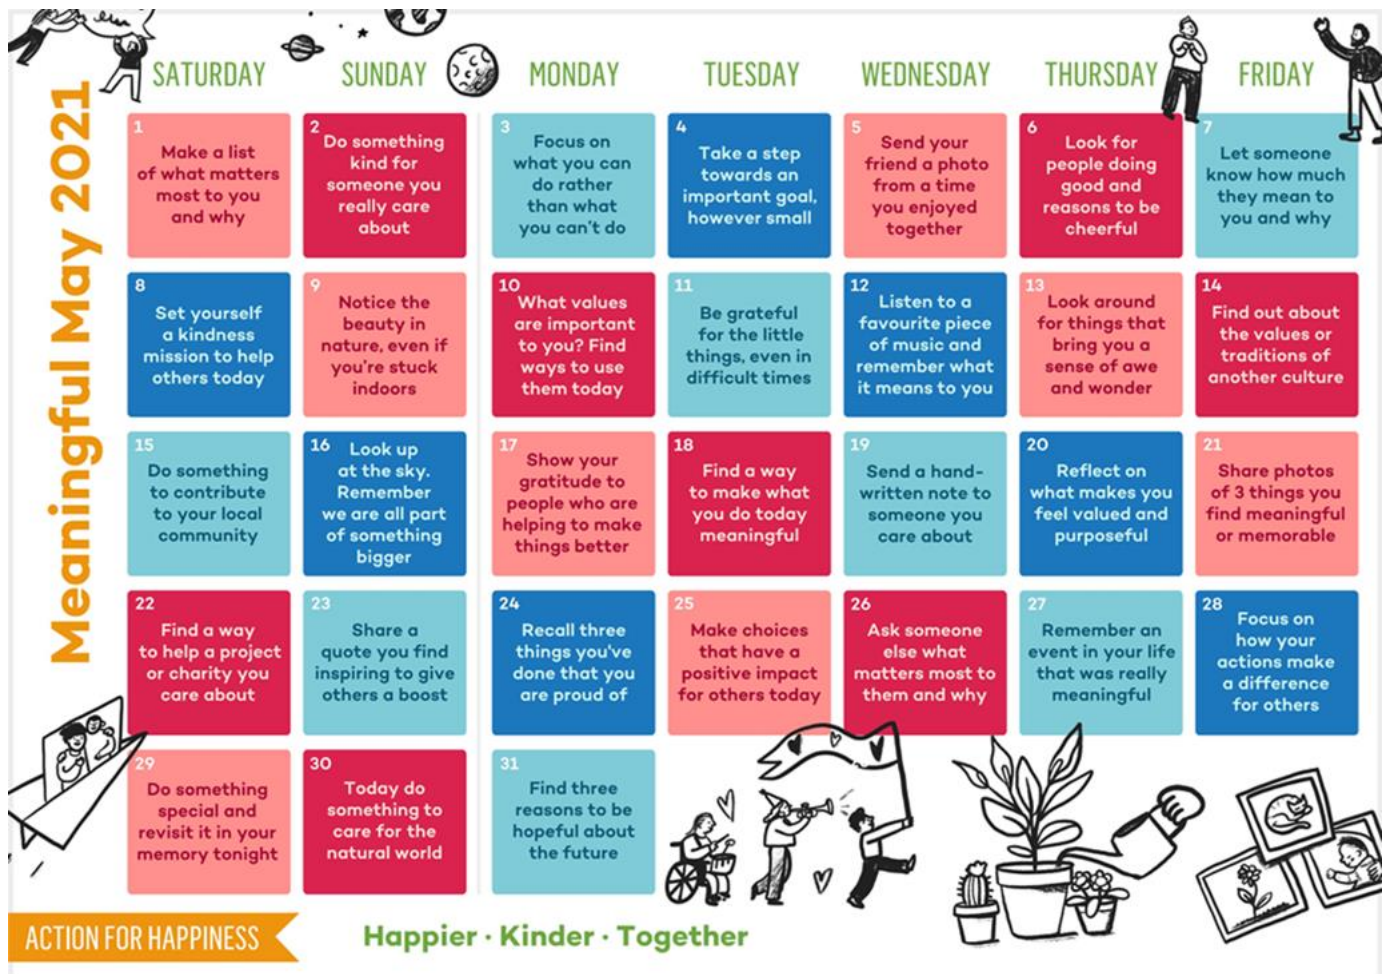 Meaningful May 2021
SATURDAY
SUNDAY
MONDAY
TUESDAY
WEDNESDAY
THURSDAY
FRIDAY
1
Make a list
of what matters
most to you
and why
2
Do something
kind for
someone you
really care
about
3
Focus on
what you can
do rather
than what
you can't do
4
Take a step
towards an
important goal,
however small
5
Send your
friend a photo
from a time
you enjoyed
together
6
Look for
people doing
good and
reasons to be
cheerful
7
Let someone
know how much
they mean to
you and why
8
Set yourself
a kindness
mission to help
others today
9
Notice the
beauty in
nature, even if
you're stuck
indoors
10
What values
are important
to you? Find
ways to use
them today
11
Be grateful
for the little
things, even in
difficult times
12
Listen to a
favourite piece
of music and
remember what
it means to you
13
Look around
for things that
bring you a
sense of awe
and wonder
14
Find out about
the values or
traditions of
another culture
15
Do something
to contribute
to your local
community
16
Look up
at the sky.
Remember
we are all part
of something
bigger
17
Show your
gratitude to
people who are
helping to make
things better
18
Find a way
to make what
you do today
meaningful
19
Send a hand-
written note to
someone you
care about
20
Reflect on
what makes you
feel valued and
purposeful
21
Share photos
of 3 things you
find meaningful
or memorable
22
Find a way
to help a project
or charity you
care about
23
Share a
quote you find
inspiring to give
others a boost
24
Recall three
things you've
done that you
are proud of
25
Make choices
that have a
positive impact
for others today
26
Ask someone
else what
matters most to
them and why
27
Remember an
event in your life
that was really
meaningful
28
Focus on
how your
actions make
a difference
for others
29
Do something
special and
revisit it in your
memory tonight
30
Today do
something to
care for the
natural world
31
Find three
reasons to be
hopeful about
the future
ACTION FOR HAPPINESS
Happier · Kinder · Together